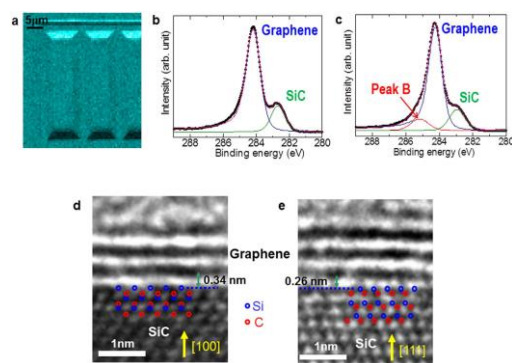 a
5μm
b
Graphene
SiC
Intensity (arb. unit)
288 286 284 282 280
Binding energy (eV)
c
Graphene
Peak B
SiC
Intensity (arb. unit)
288 286 284 282 280
Binding energy (eV)
d
0.34 nm
SiC
[100]
1nm
Graphene
Si
C
e
0.26 nm
SiC
[111]
1nm